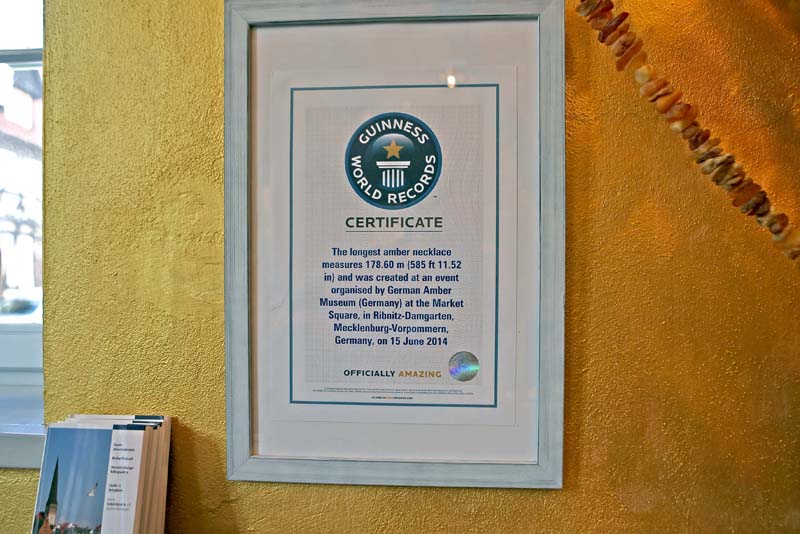 GUINNESS
WORLD RECORDS
CERTIFICATE
The longest amber necklace
measures 178.60 m (585 ft 11.52
in) and was created at an event
organised by German Amber
Museum (Germany) at the Market
Square, in Ribnitz-Damgarten,
Mecklenburg-Vorpommern,
Germany, on 15 June 2014
OFFICIALLY AMAZING